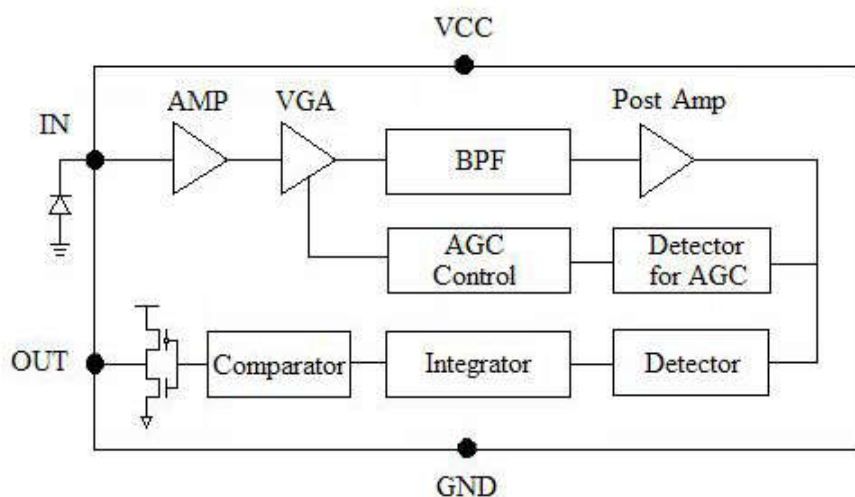 VCC
AMP
VGA
Post Amp
IN
BPF
AGC
Control
Detector
for AGC
OUT
Comparator
Integrator
Detector
GND